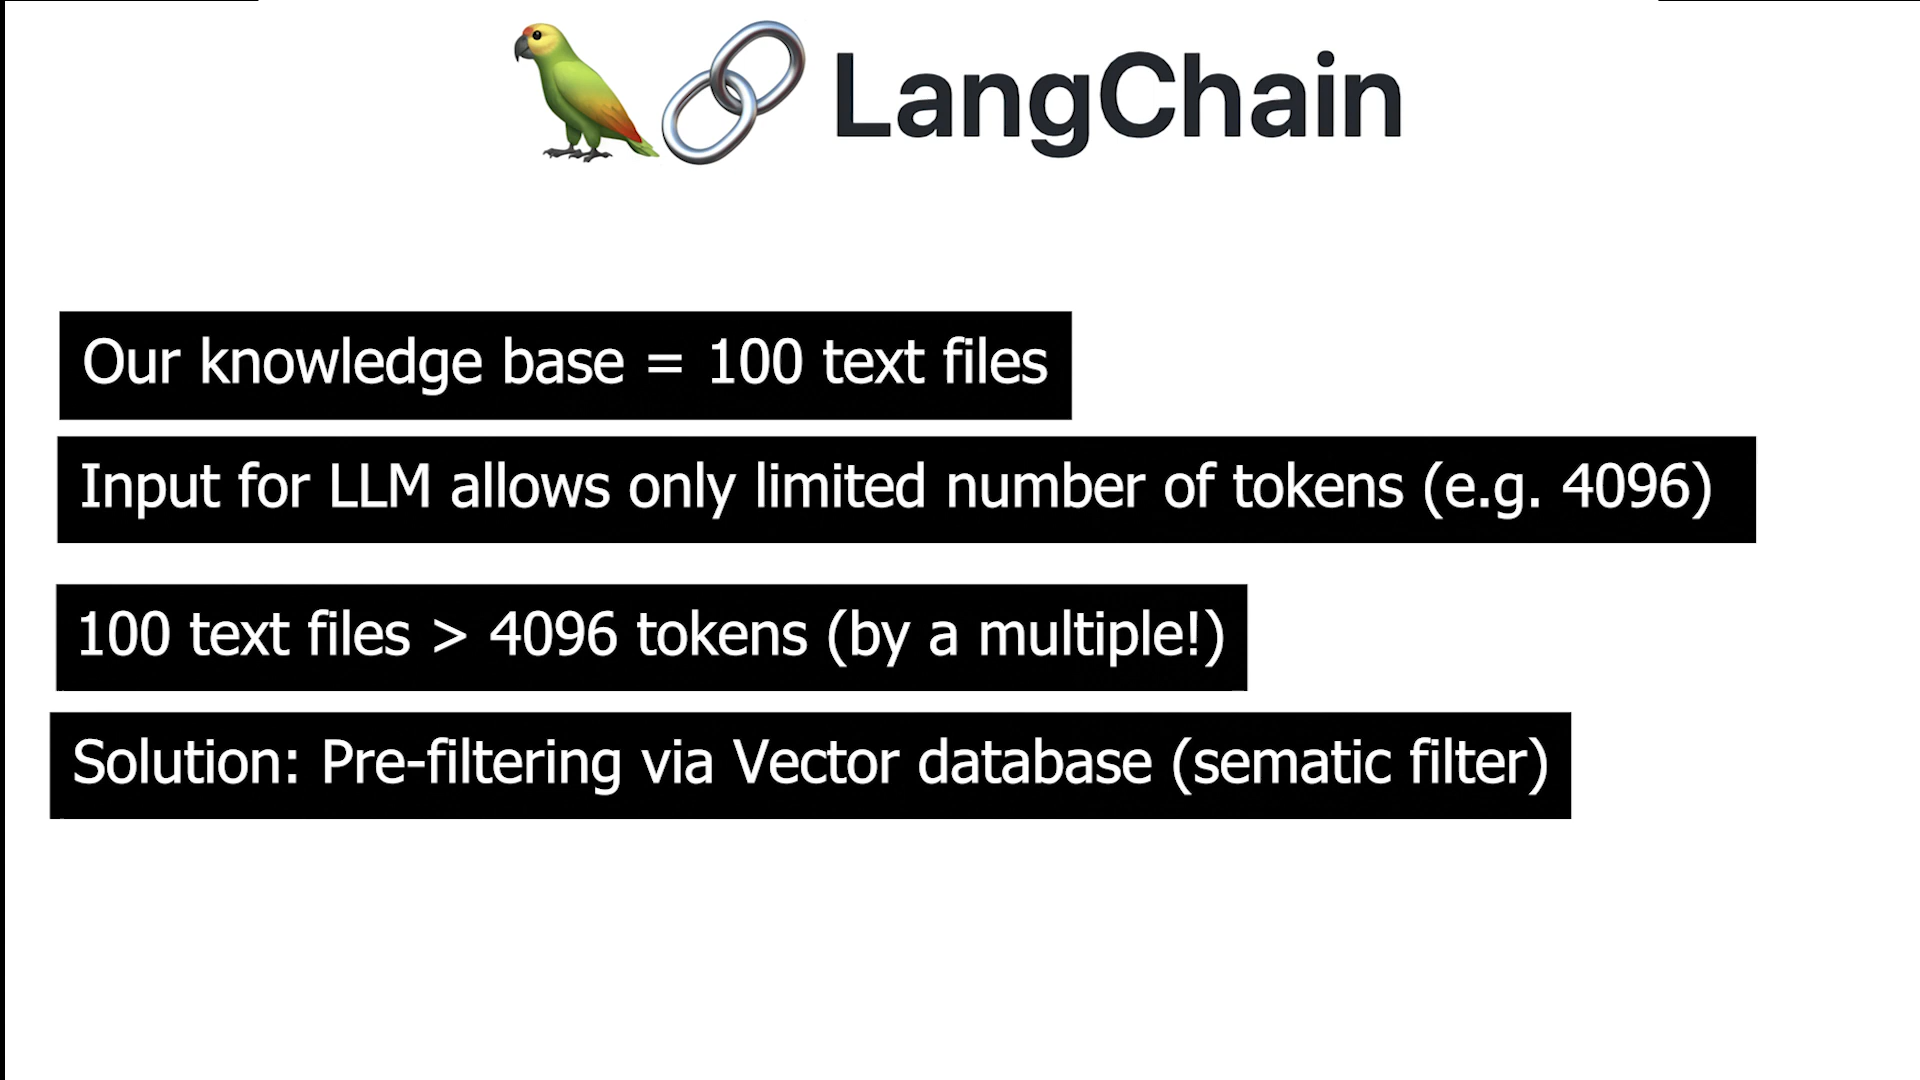 LangChain
Our knowledge base = 100 text files
Input for LLM allows only limited number of tokens (e.g. 4096)
100 text files > 4096 tokens (by a multiple!)
Solution: Pre-filtering via Vector database (sematic filter)